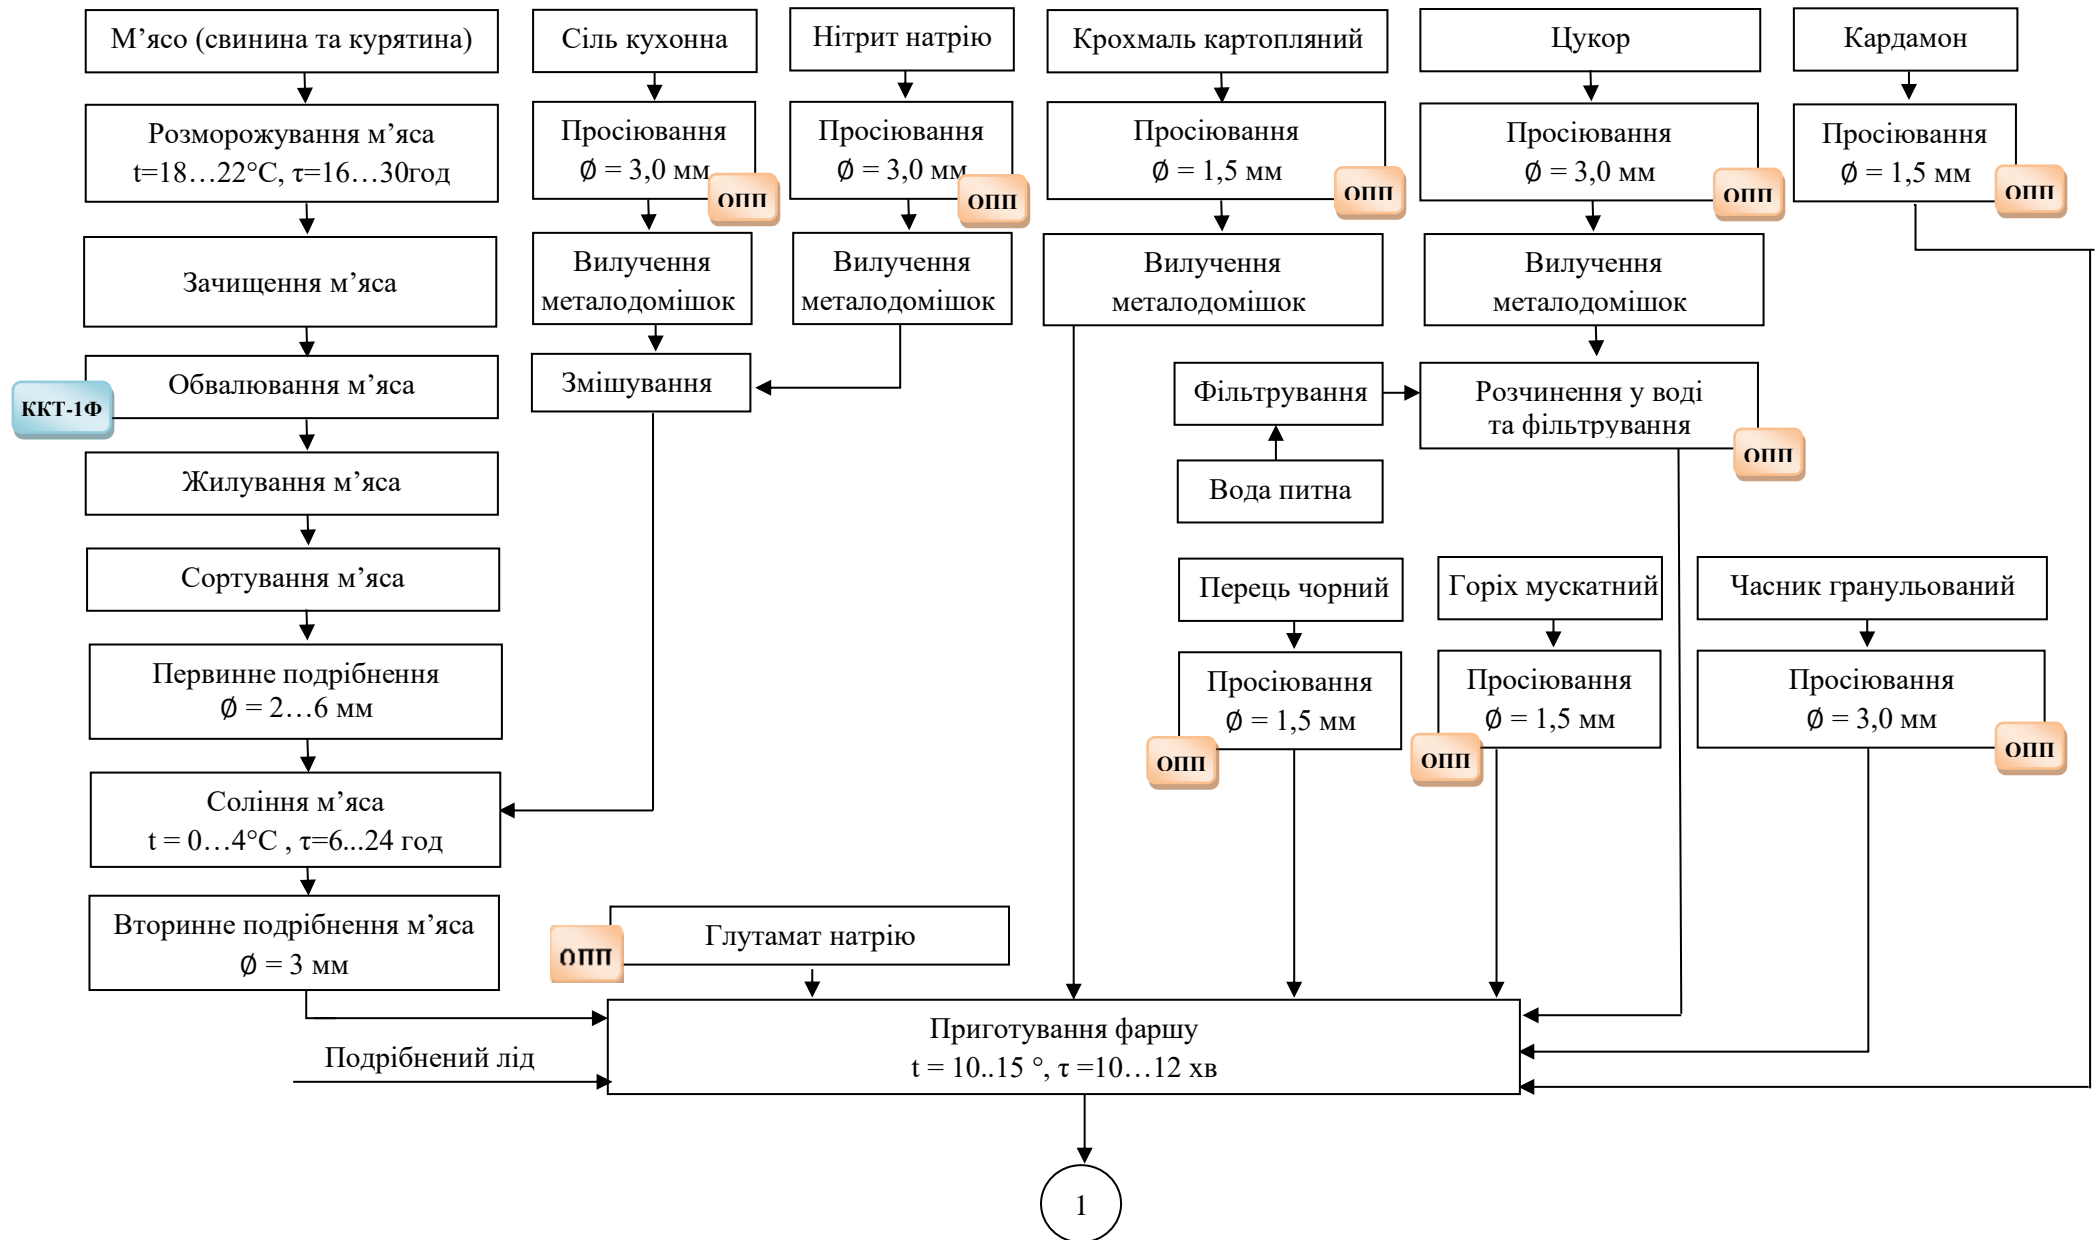 М’ясо (свинина та курятина)
Сіль кухонна
Нітрит натрію
Крохмаль картопляний
Цукор
Кардамон
Розморожування м’яса
t=18…22°С, τ=16…30год
Просіювання
Ø = 3,0 мм
ОПП
Просіювання
Ø = 3,0 мм
ОПП
Просіювання
Ø = 1,5 мм
ОПП
Просіювання
Ø = 3,0 мм
ОПП
Просіювання
Ø = 1,5 мм
ОПП
Зачищення м’яса
Вилучення
металодомішок
Вилучення
металодомішок
Вилучення
металодомішок
Вилучення
металодомішок
Обвалювання м’яса
ККТ-1Ф
Змішування
Фільтрування
Розчинення у воді
та фільтрування
ОПП
Жилування м’яса
Вода питна
Сортування м’яса
Перець чорний
Горіх мускатний
Часник гранульований
Первинне подрібнення
Ø = 2…6 мм
Просіювання
Ø = 1,5 мм
ОПП
Просіювання
Ø = 1,5 мм
ОПП
Просіювання
Ø = 3,0 мм
ОПП
Соління м’яса
t = 0…4°С , τ=6...24 год
Вторинне подрібнення м’яса
Ø = 3 мм
Глутамат натрію
ОПП
Подрібнений лід
Приготування фаршу
t = 10..15 °, τ =10…12 хв
1